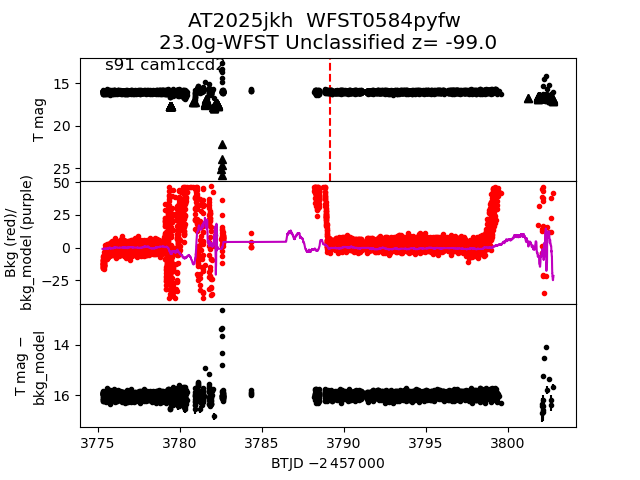 AT2025jkh  WFST0584pyfw
23.0g-WFST Unclassified z= -99.0
s91 cam1ccd2
15
20
25
T mag
50
25
0
−25
Bkg (red)/
bkg_model (purple)
14
16
T mag −
bkg_model
3775
3780
3785
3790
3795
3800
BTJD −2 457 000